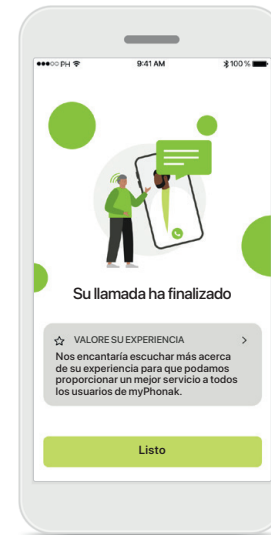 PH 9:41 AM 100 %
Su llamada ha finalizado
VALORE SU EXPERIENCIA
Nos encantaría escuchar más acerca
de su experiencia para que podamos
proporcionar un mejor servicio a todos
los usuarios de myPhonak.
Listo